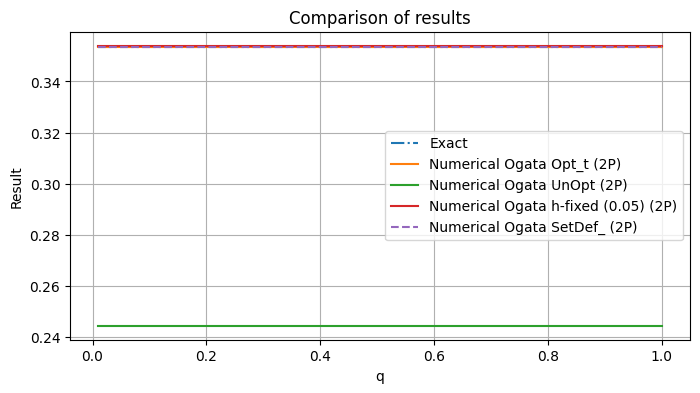 Comparison of results
Result
0.34
0.32
0.30
0.28
0.26
0.24
Exact
Numerical Ogata Opt_t (2P)
Numerical Ogata UnOpt (2P)
Numerical Ogata h-fixed (0.05) (2P)
Numerical Ogata SetDef_ (2P)
0.0 0.2 0.4 0.6 0.8 1.0
q